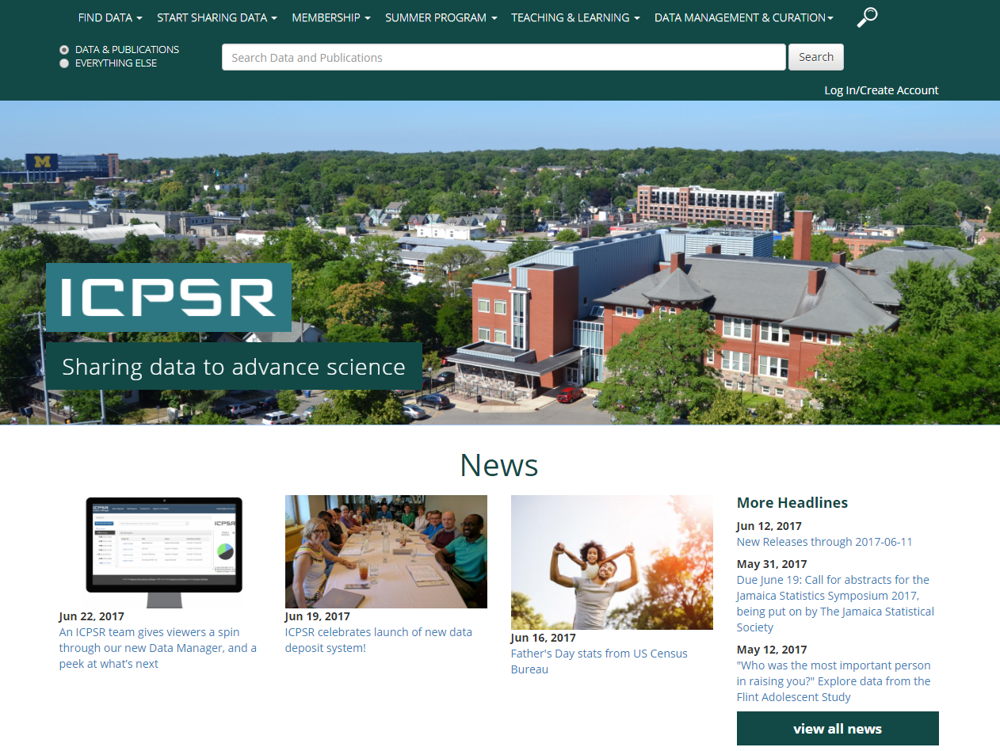 FIND DATA START SHARING DATA MEMBERSHIP SUMMER PROGRAM TEACHING & LEARNING DATA MANAGEMENT & CURATION
DATA & PUBLICATIONS
EVERYTHING ELSE
Search Data and Publications
Search
Log In/Create Account
M
ICPSR
Sharing data to advance science
News
ICPSR
ICPSR
Jun 22, 2017
An ICPSR team gives viewers a spin
through our new Data Manager, and a
peek at what’s next
Jun 19, 2017
ICPSR celebrates launch of new data
deposit system!
Jun 16, 2017
Father's Day stats from US Census
Bureau
More Headlines
Jun 12, 2017
New Releases through 2017-06-11
May 31, 2017
Due June 19: Call for abstracts for the
Jamaica Statistics Symposium 2017,
being put on by The Jamaica Statistical
Society
May 12, 2017
"Who was the most important person
in raising you?" Explore data from the
Flint Adolescent Study
view all news